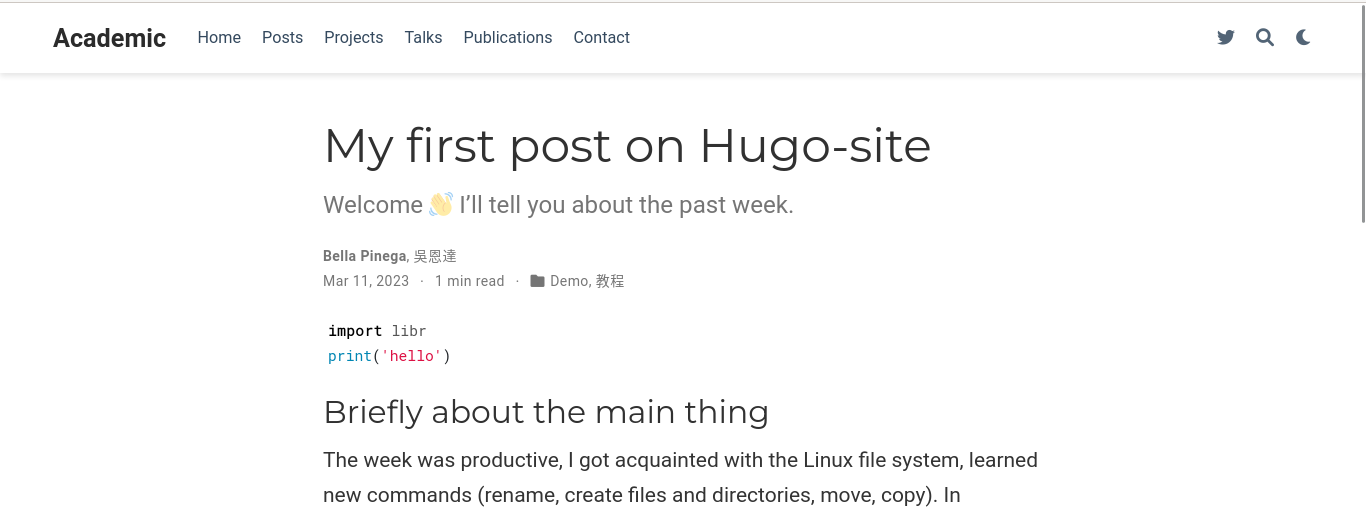 Academic Home Posts Projects Talks Publications Contact
My first post on Hugo-site
Welcome 👋 I’ll tell you about the past week.
Bella Pinega, 吳恩達
Mar 11, 2023 · 1 min read · Demo, 教程
import libr
print('hello')
Briefly about the main thing
The week was productive, I got acquainted with the Linux file system, learned
new commands (rename, create files and directories, move, copy). In